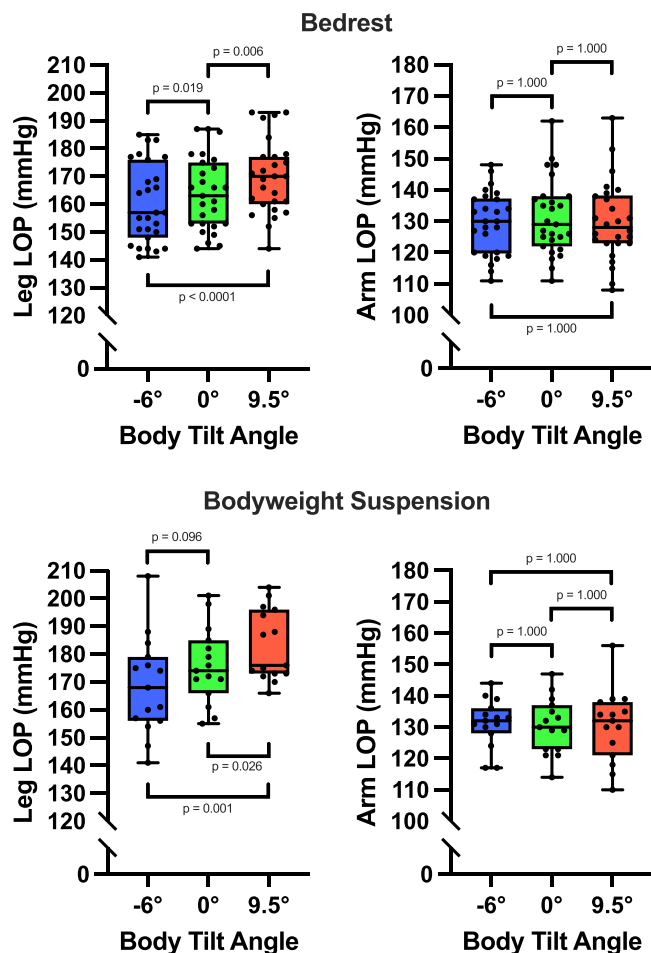 Bedrest
p = 0.006
p = 0.019
210
200
190
180
170
160
150
140
130
120
0
Leg LOP (mmHg)
p < 0.0001
-6°
0°
9.5°
Body Tilt Angle
p = 1.000
p = 1.000
180
170
160
150
140
130
120
110
100
0
Arm LOP (mmHg)
p = 1.000
-6°
0°
9.5°
Body Tilt Angle
Bodyweight Suspension
p = 0.096
210
200
190
180
170
160
150
140
130
120
0
Leg LOP (mmHg)
p = 0.026
p = 0.001
-6°
0°
9.5°
Body Tilt Angle
p = 1.000
p = 1.000
p = 1.000
180
170
160
150
140
130
120
110
100
0
Arm LOP (mmHg)
-6°
0°
9.5°
Body Tilt Angle